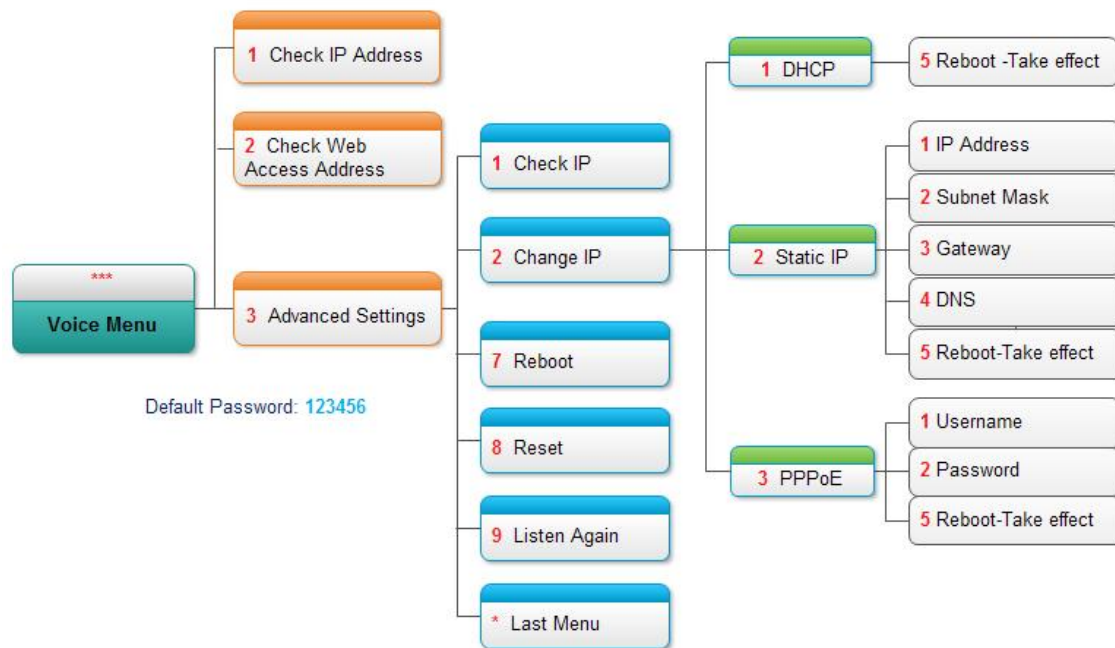 ***
Voice Menu
Default Password: 123456
1 Check IP Address
2 Check Web
Access Address
3 Advanced Settings
1 Check IP
2 Change IP
7 Reboot
8 Reset
9 Listen Again
* Last Menu
1 DHCP
5 Reboot -Take effect
2 Static IP
1 IP Address
2 Subnet Mask
3 Gateway
4 DNS
5 Reboot-Take effect
3 PPPoE
1 Username
2 Password
5 Reboot-Take effect